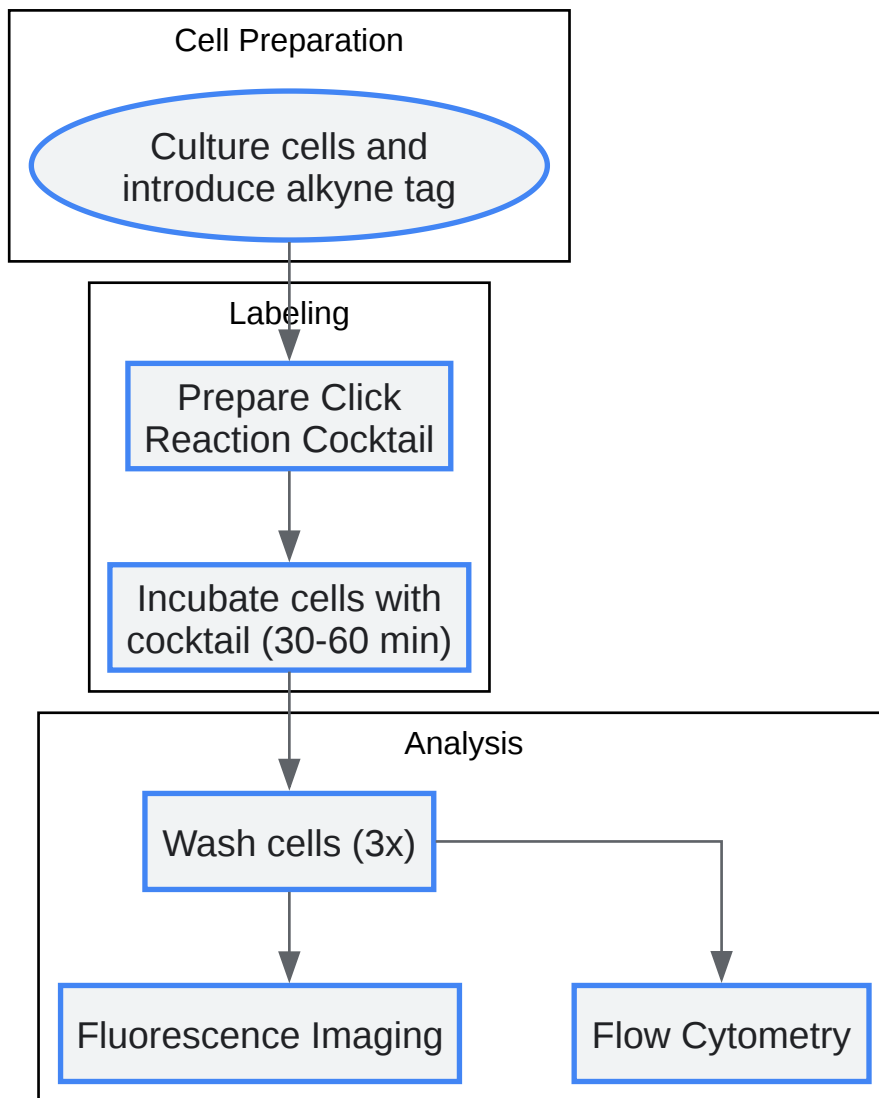 Cell Preparation
Culture cells and
introduce alkyne tag
Labeling
Prepare Click
Reaction Cocktail
Incubate cells with
cocktail (30-60 min)
Analysis
Wash cells (3x)
Fluorescence Imaging
Flow Cytometry